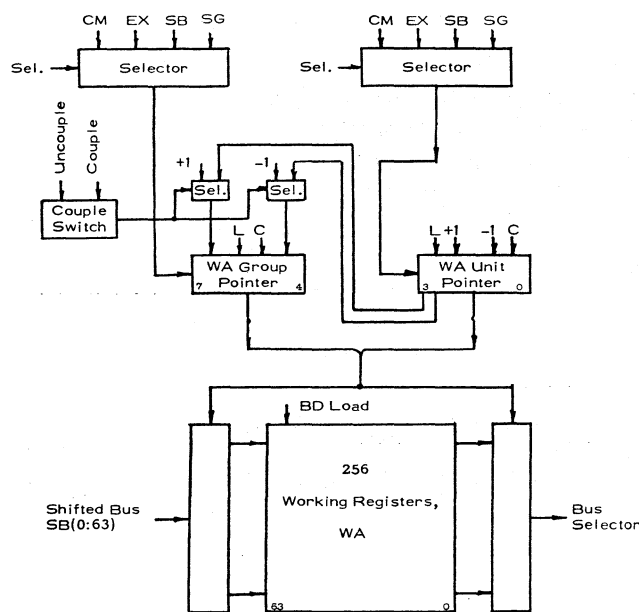 CM EX SB SG
CM EX SB SG
Sel. Selector
Sel. Selector
Uncouple
Couple
+1 -1
Sel. Sel.
Couple
Switch
L C
L +1 -1 C
WA Group
Pointer
7 4
WA Unit
Pointer
3 0
BD Load
256
Working Registers,
WA
63 0
Shifted Bus
SB(0:63)
Bus
Selector